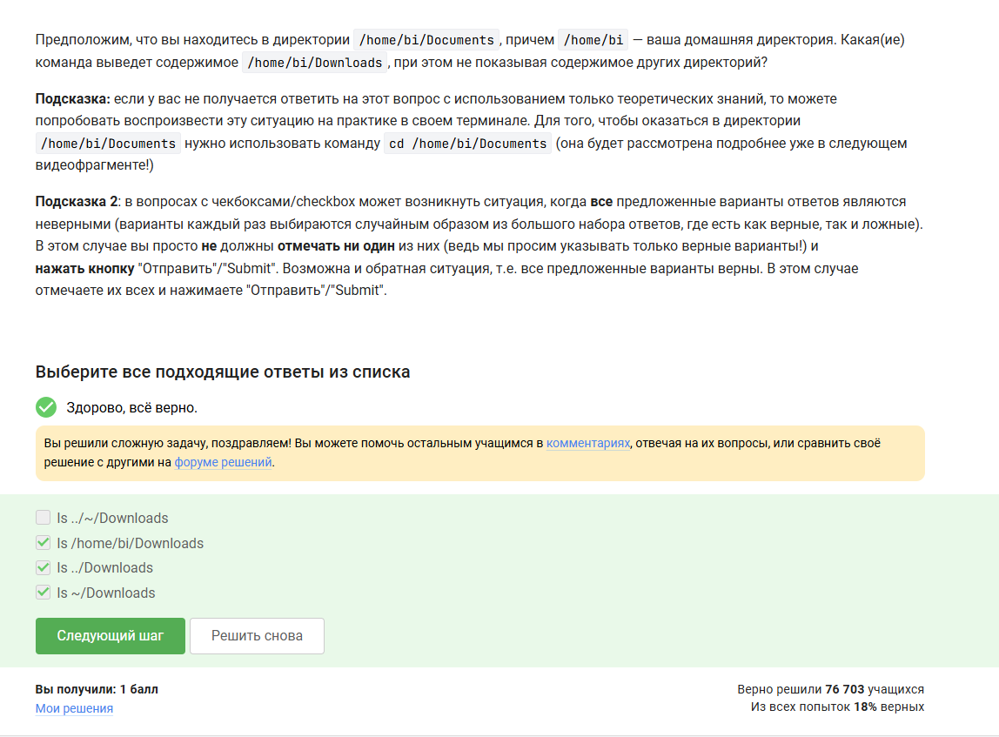 Предположим, что вы находитесь в директории /home/bi/Documents, причем /home/bi — ваша домашняя директория. Какая(ие)
команда выведет содержимое /home/bi/Downloads, при этом не показывая содержимое других директорий?
Подсказка: если у вас не получается ответить на этот вопрос с использованием только теоретических знаний, то можете
попробовать воспроизвести эту ситуацию на практике в своем терминале. Для того, чтобы оказаться в директории
/home/bi/Documents нужно использовать команду cd /home/bi/Documents (она будет рассмотрена подробнее уже в следующем
видеофрагменте!)
Подсказка 2: в вопросах с чекбоксами/checkbox может возникнуть ситуация, когда все предложенные варианты ответов являются
неверными (варианты каждый раз выбираются случайным образом из большого набора ответов, где есть как верные, так и ложные).
В этом случае вы просто не должны отмечать ни один из них (ведь мы просим указывать только верные варианты!) и
нажать кнопку "Отправить"/"Submit". Возможна и обратная ситуация, т.е. все предложенные варианты верны. В этом случае
отмечаете их всех и нажимаете "Отправить"/"Submit".
Выберите все подходящие ответы из списка
Здорово, всё верно.
Вы решили сложную задачу, поздравляем! Вы можете помочь остальным учащимся в комментариях, отвечая на их вопросы, или сравнить своё
решение с другими на форуме решений.
ls ../~/Downloads
ls /home/bi/Downloads
ls ../Downloads
ls ~/Downloads
Следующий шаг Решить снова
Вы получили: 1 балл
Мои решения
Верно решили 76 703 учащихся
Из всех попыток 18% верных